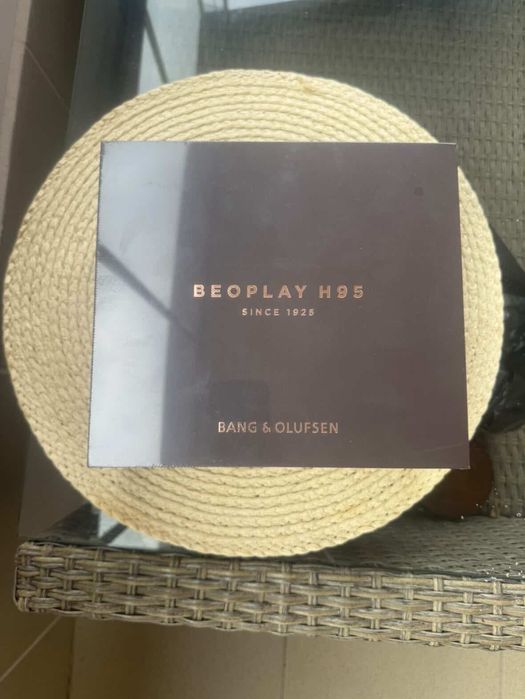 BEOPLAY H95
SINCE 1925
BANG & OLUFSEN